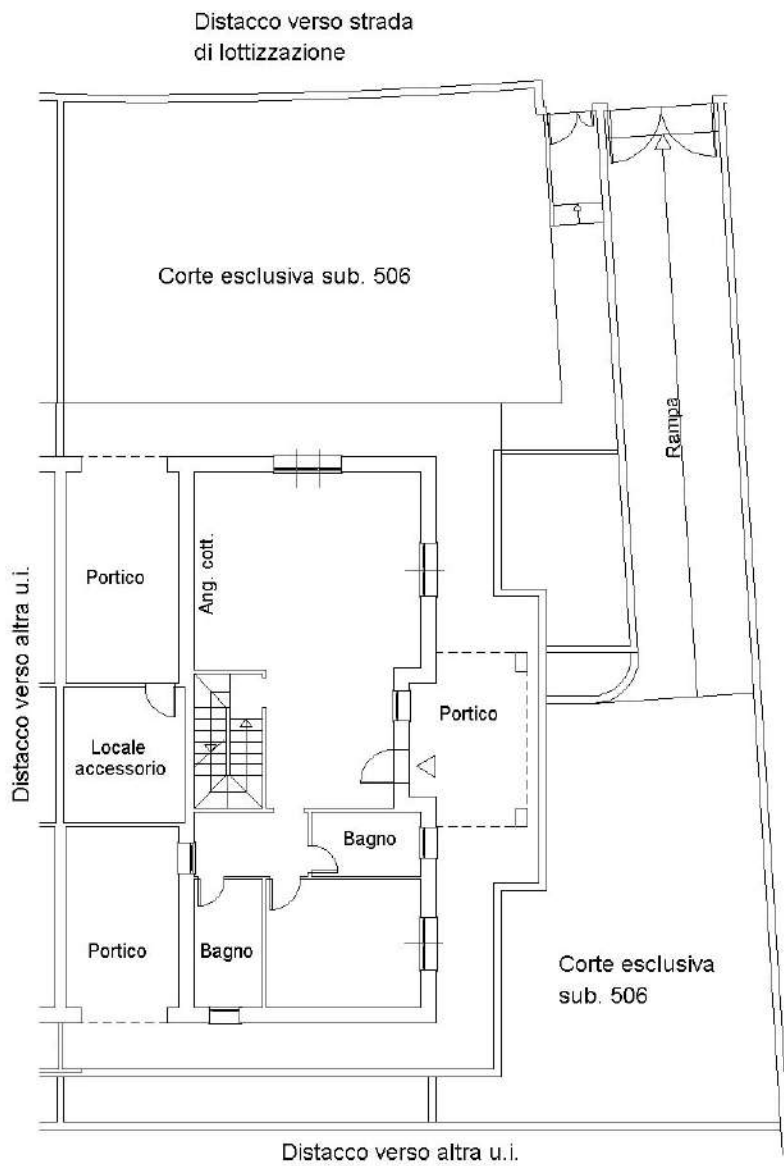 Distacco verso strada
di lottizzazione
Corte esclusiva sub. 506
Rampa
Portico
Ang. cott.
Distacco verso altra u.i.
Portico
Locale
accessorio
Bagno
Portico
Bagno
Corte esclusiva
sub. 506
Distacco verso altra u.i.